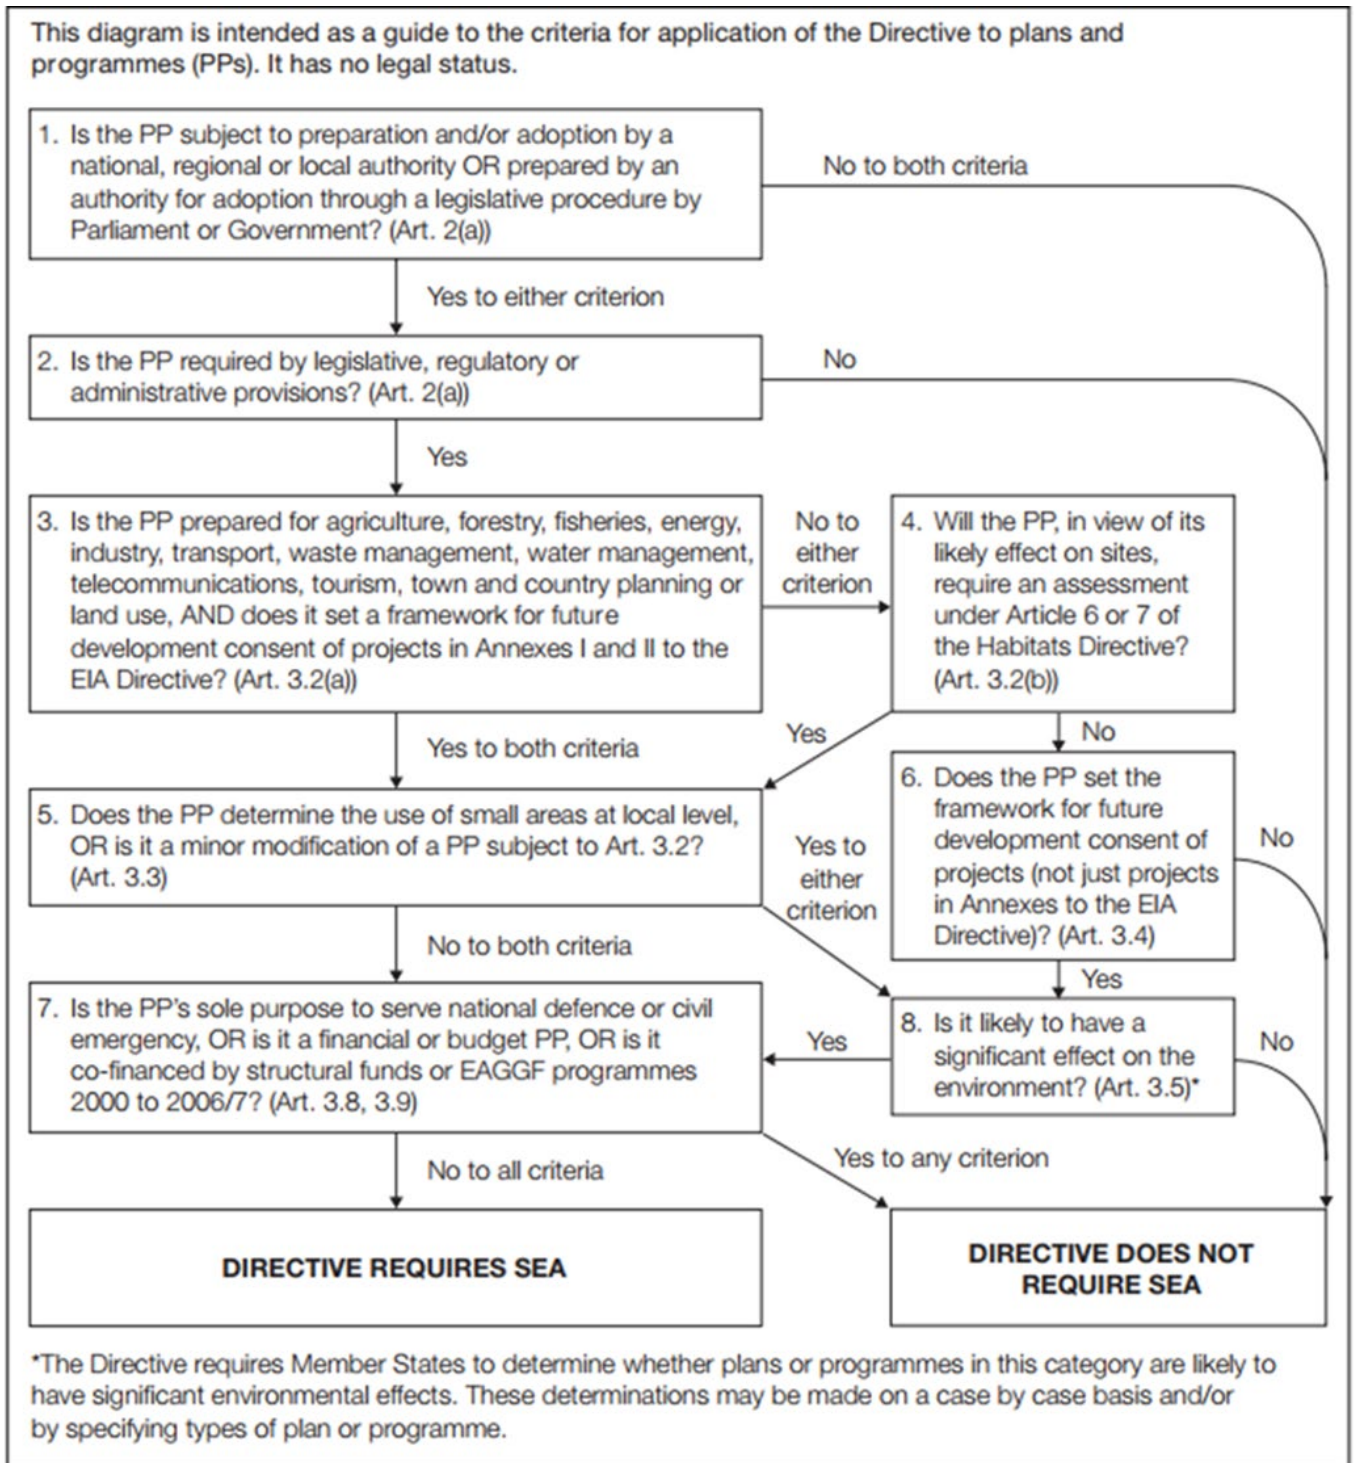 This diagram is intended as a guide to the criteria for application of the Directive to plans and
programmes (PPs). It has no legal status.
1. Is the PP subject to preparation and/or adoption by a
national, regional or local authority OR prepared by an
authority for adoption through a legislative procedure by
Parliament or Government? (Art. 2(a))
No to both criteria
Yes to either criterion
2. Is the PP required by legislative, regulatory or
administrative provisions? (Art. 2(a))
No
Yes
3. Is the PP prepared for agriculture, forestry, fisheries, energy,
industry, transport, waste management, water management,
telecommunications, tourism, town and country planning or
land use, AND does it set a framework for future
development consent of projects in Annexes I and II to the
EIA Directive? (Art. 3.2(a))
No to
either
criterion
4. Will the PP, in view of its
likely effect on sites,
require an assessment
under Article 6 or 7 of
the Habitats Directive?
(Art. 3.2(b))
Yes to both criteria
Yes
No
5. Does the PP determine the use of small areas at local level,
OR is it a minor modification of a PP subject to Art. 3.2?
(Art. 3.3)
Yes to
either
criterion
6. Does the PP set the
framework for future
development consent of
projects (not just projects
in Annexes to the EIA
Directive)? (Art. 3.4)
No
No to both criteria
Yes
7. Is the PP's sole purpose to serve national defence or civil
emergency, OR is it a financial or budget PP, OR is it
co-financed by structural funds or EAGGF programmes
2000 to 2006/7? (Art. 3.8, 3.9)
Yes
8. Is it likely to have a
significant effect on the
environment? (Art. 3.5)*
No
No to all criteria
Yes to any criterion
DIRECTIVE REQUIRES SEA
DIRECTIVE DOES NOT
REQUIRE SEA
*The Directive requires Member States to determine whether plans or programmes in this category are likely to
have significant environmental effects. These determinations may be made on a case by case basis and/or
by specifying types of plan or programme.